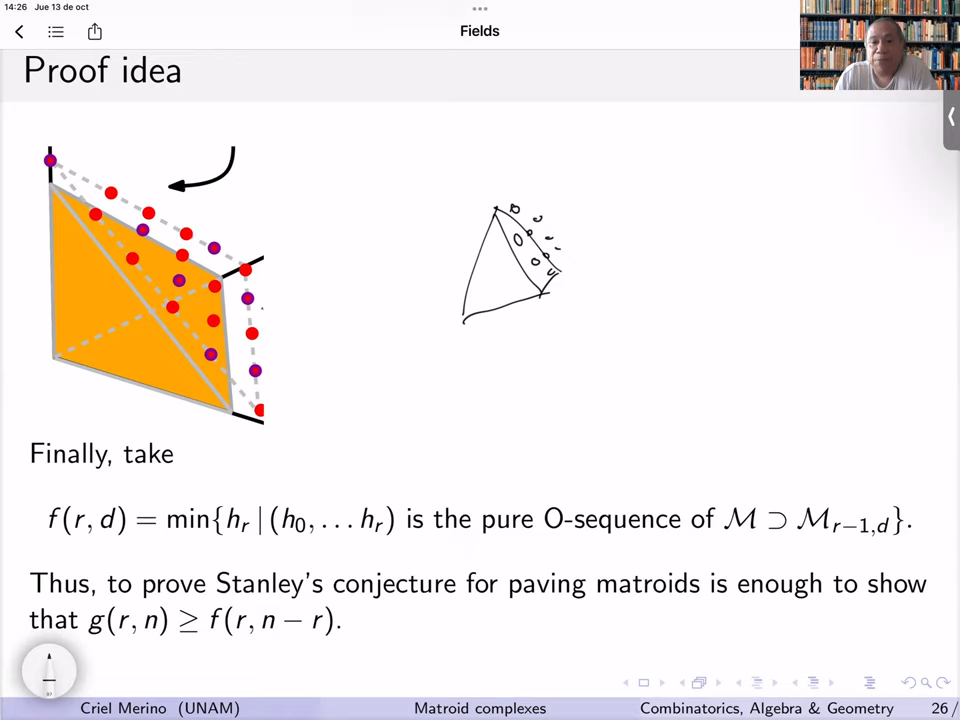 14:26 Jue 13 de oct
Fields
Proof idea
Finally, take
f(r, d) = min{h_r | (h_0, … h_r) is the pure O-sequence of ℳ ⊃ ℳ_{r−1,d}}.
Thus, to prove Stanley's conjecture for paving matroids is enough to show
that g(r, n) ≥ f(r, n − r).
Criel Merino (UNAM) Matroid complexes Combinatorics, Algebra & Geometry 26 /